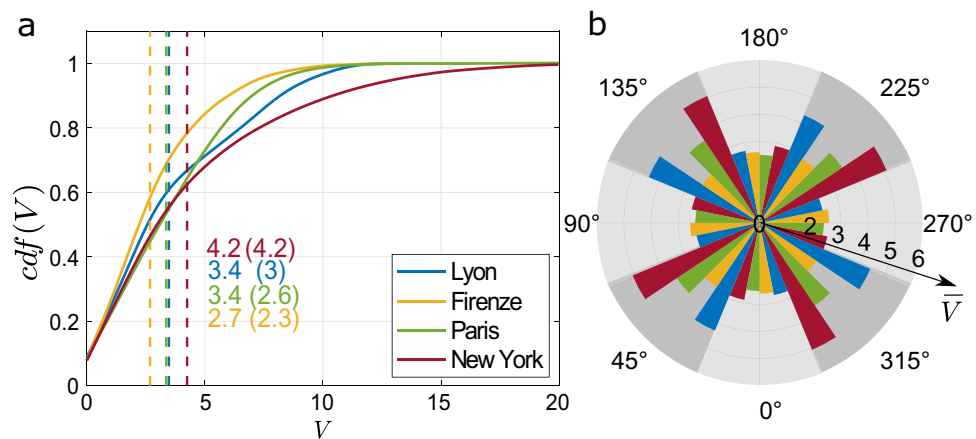 a
cdf(V)
1
0.8
0.6
0.4
0.2
0
4.2 (4.2)
3.4 (3)
3.4 (2.6)
2.7 (2.3)
Lyon
Firenze
Paris
New York
0 5 10 15 20
V
b
180°
135° 225°
90° 270°
0 2 3 4 5 6
V̅
45° 315°
0°